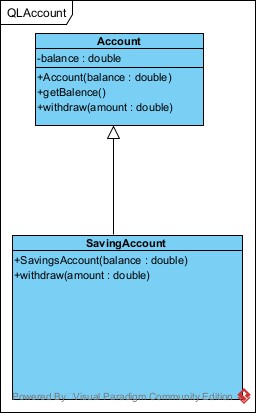 QLAccount
Account
-balance : double
+Account(balance : double)
+getBalence()
+withdraw(amount : double)
SavingAccount
+SavingsAccount(balance : double)
+withdraw(amount : double)
Powered By Visual Paradigm Community Edition